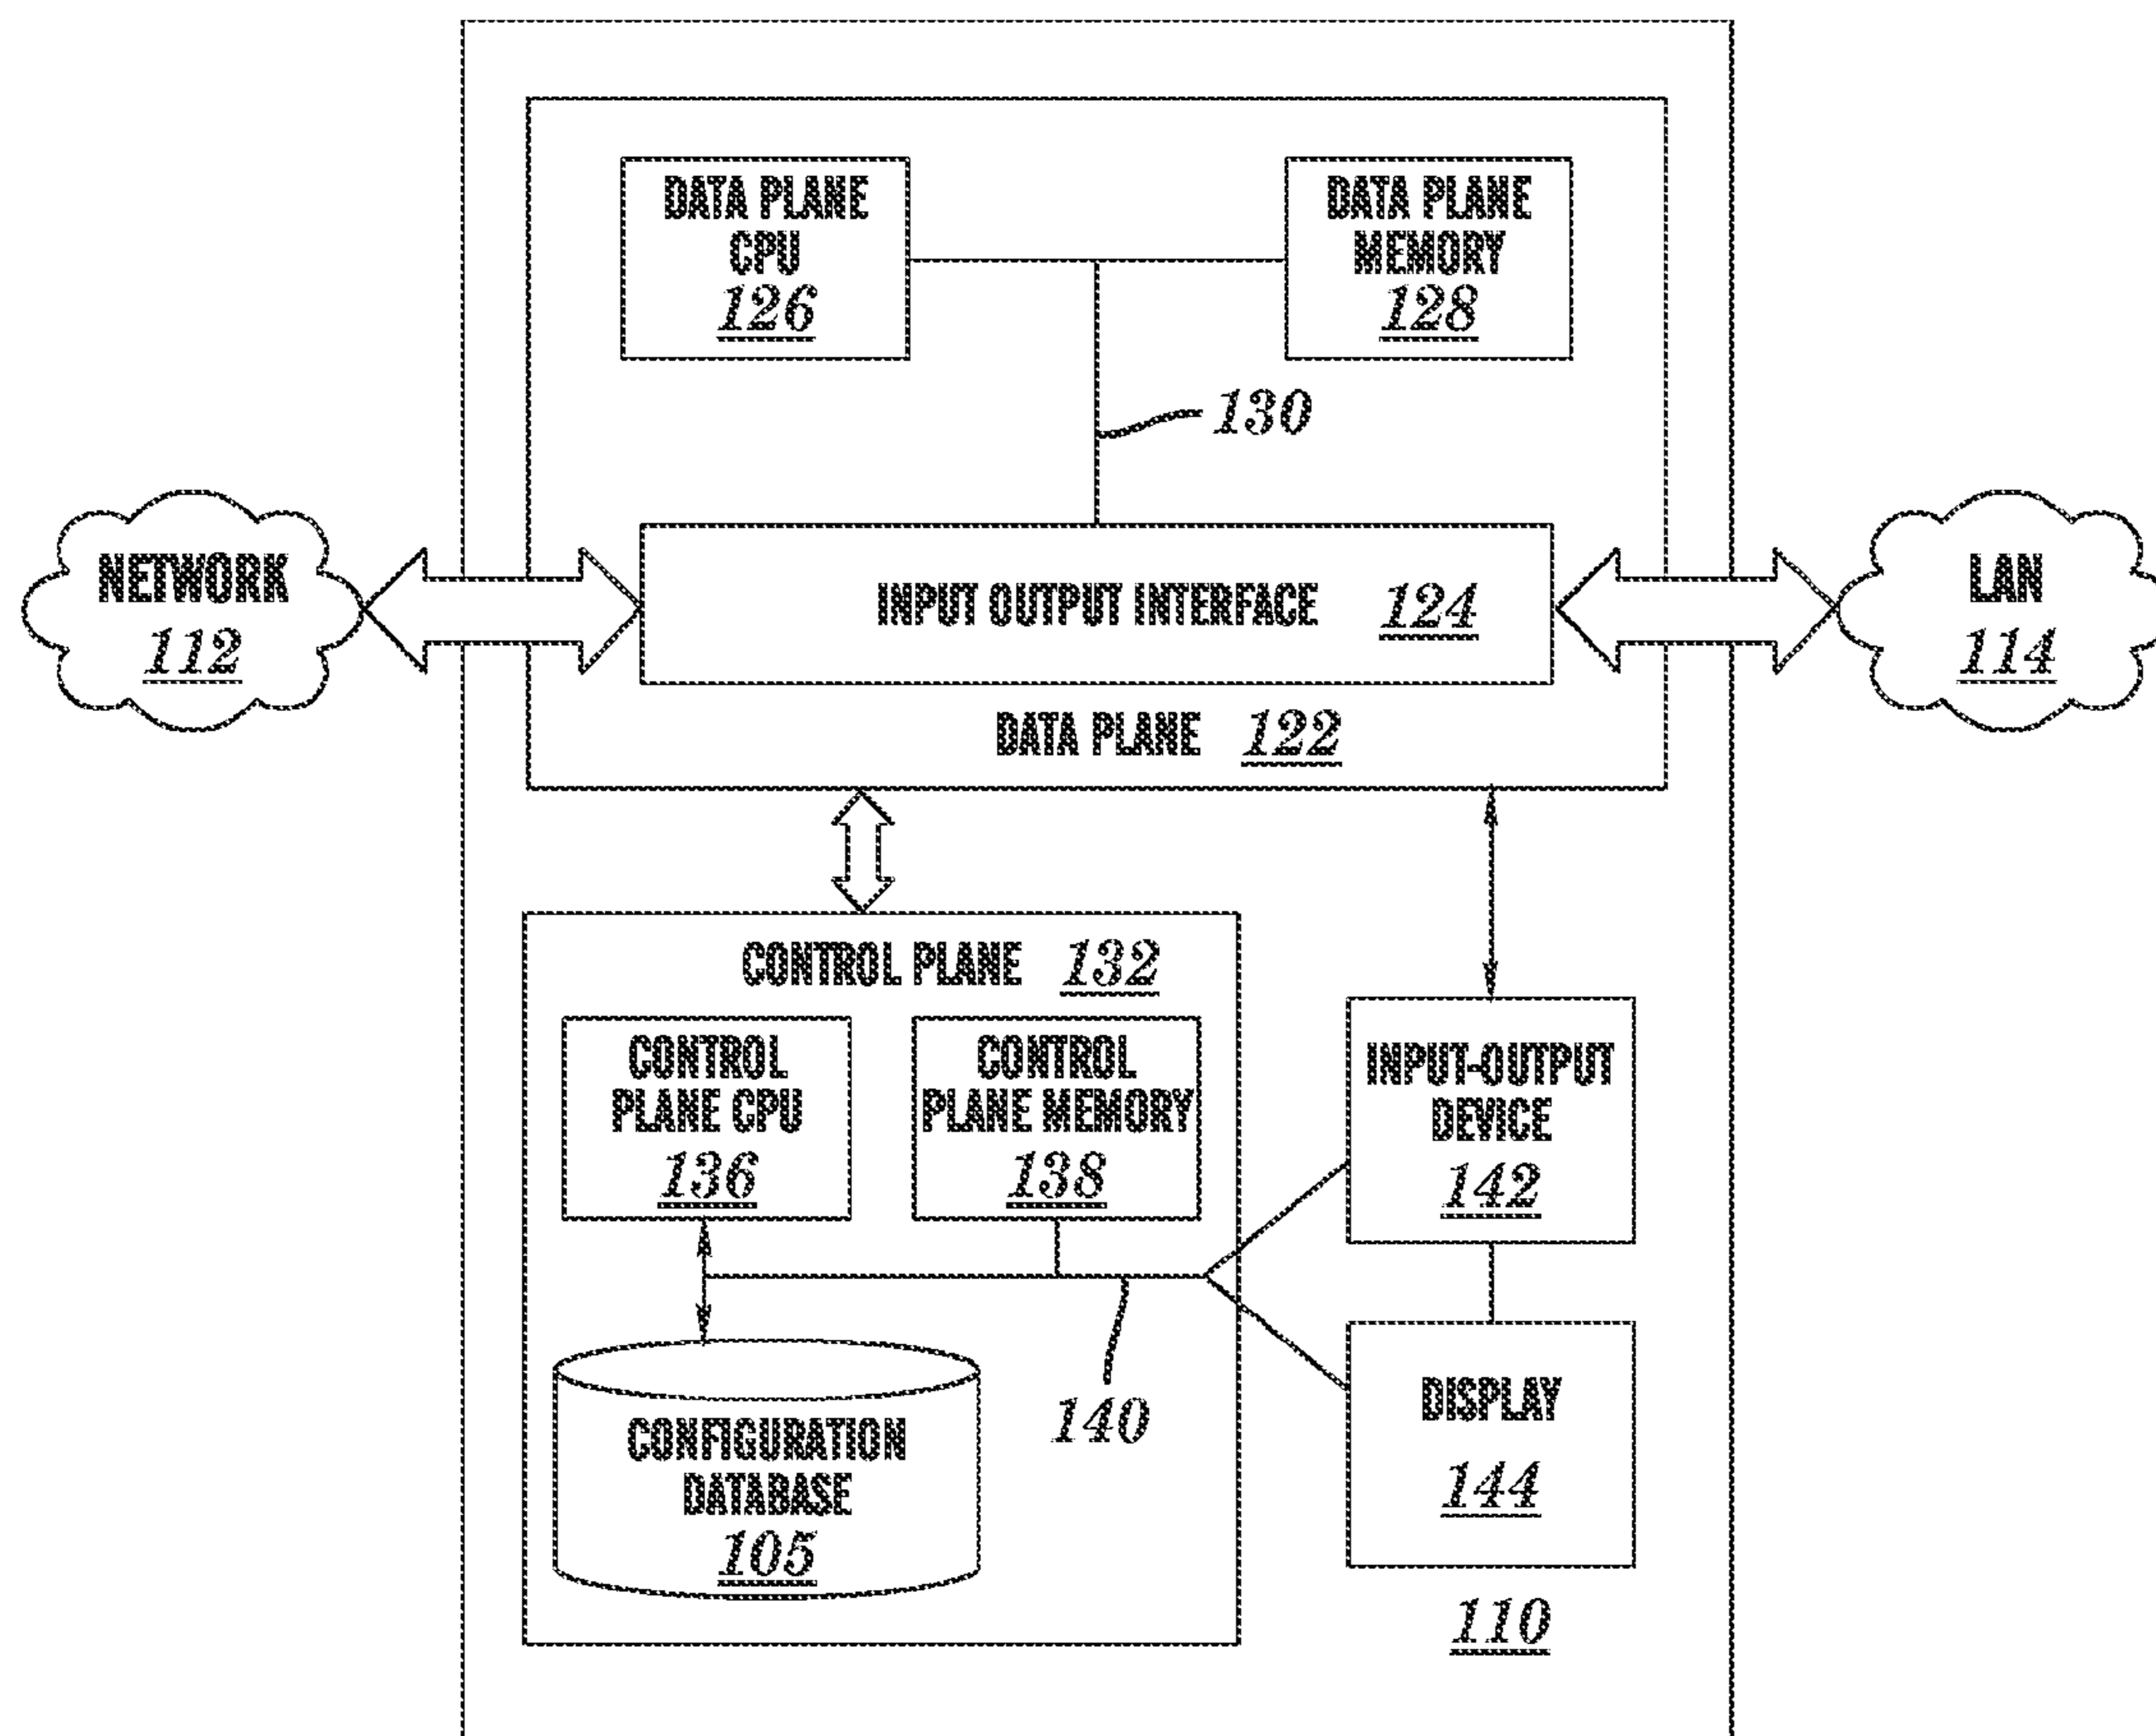 DATA PLANE
CPU
126
DATA PLANE
MEMORY
128
130
NETWORK
112
INPUT OUTPUT INTERFACE 124
LAN
114
DATA PLANE 122
CONTROL PLANE 132
CONTROL
PLANE CPU
136
CONTROL
PLANE MEMORY
138
INPUT-OUTPUT
DEVICE
142
140
CONFIGURATION
DATABASE
105
DISPLAY
144
110